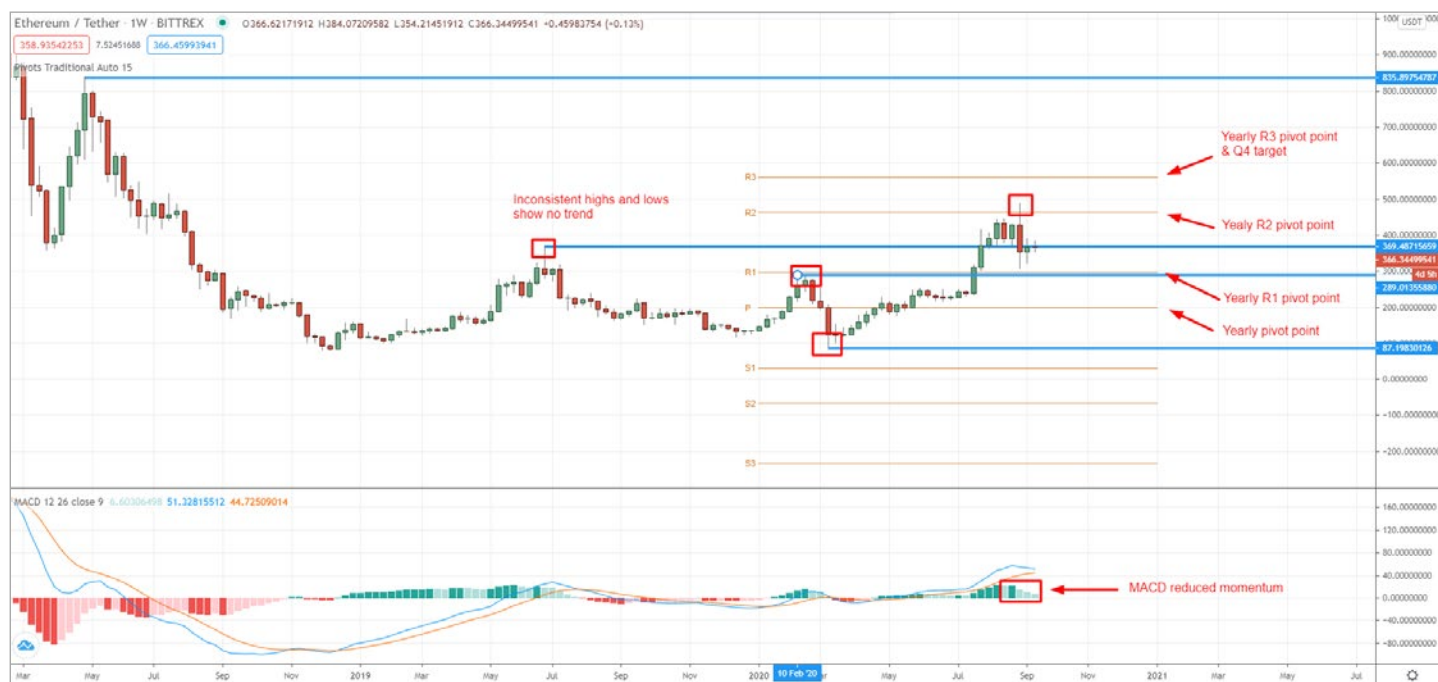 Ethereum / Tether · 1W · BITTREX O366.62171912 H384.07209582 L354.21451912 C366.34499541 +0.45983754 (+0.13%)
358.93542253 7.52451688 366.45993941
Pivots Traditional Auto 15
USDT
900.00000000
835.89754787
800.00000000
700.00000000
600.00000000
500.00000000
400.00000000
369.48715659
366.34499541
4d 5h
289.01355880
200.00000000
87.19830126
0.00000000
-100.00000000
-200.00000000
Yearly R3 pivot point
& Q4 target
Inconsistent highs and lows
show no trend
Yealy R2 pivot point
Yearly R1 pivot point
Yearly pivot point
R3
R2
R1
P
S1
S2
S3
MACD 12 26 close 9 6.60306498 51.32815512 44.72509014
160.00000000
120.00000000
80.00000000
40.00000000
0.00000000
-40.00000000
-80.00000000
MACD reduced momentum
Mar May Jul Sep Nov 2019 Mar May Jul Sep Nov 2020 10 Feb '20 May Jul Sep Nov 2021 Mar May Jul